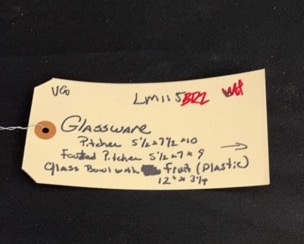 VG
LM115BR2
Glassware
Pitcher 5 1/2 x 7 1/2 x 10
Footed Pitcher 5 1/2 x 7 x 9 →
Glass Bowl with fruit (Plastic)
12" x 3 1/4